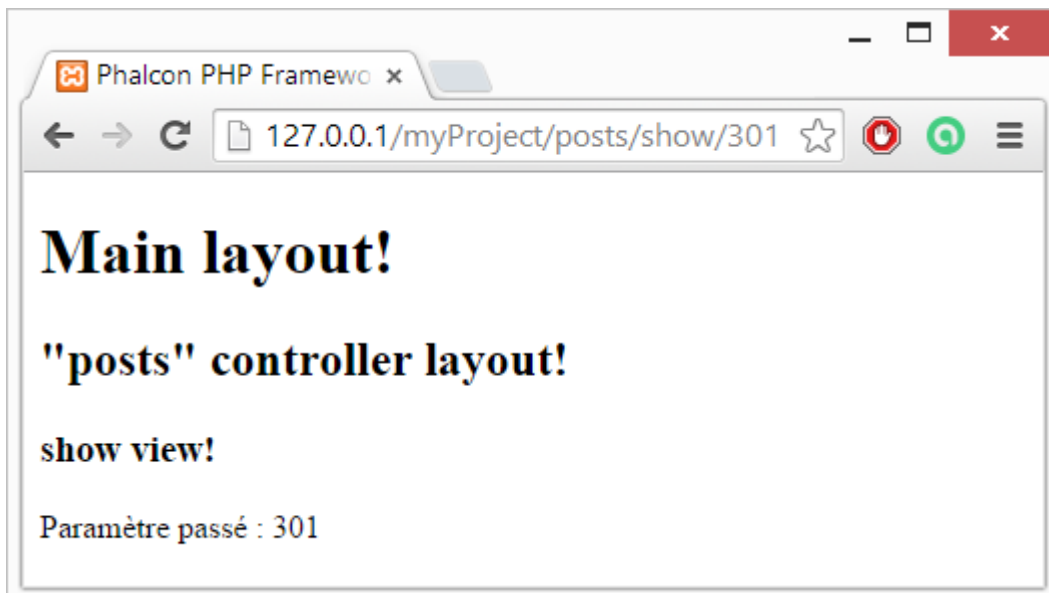 Phalcon PHP Framewo
127.0.0.1/myProject/posts/show/301
Main layout!
"posts" controller layout!
show view!
Paramètre passé : 301